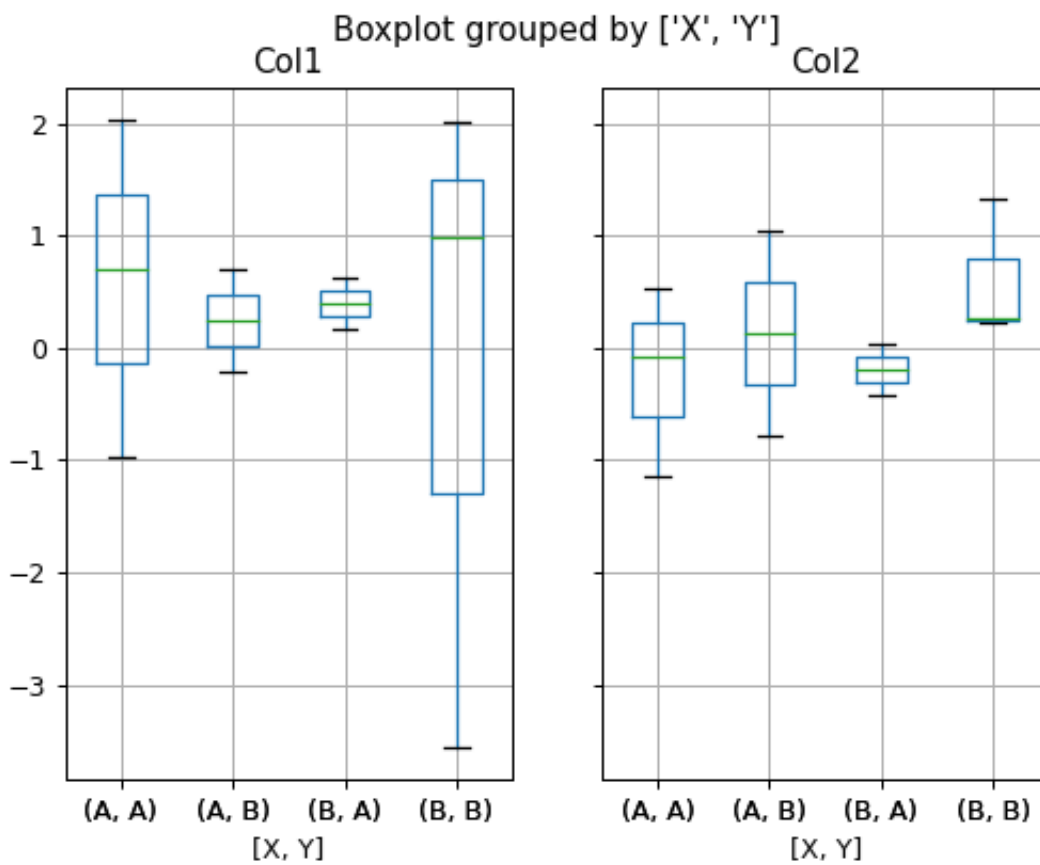 Boxplot grouped by ['X', 'Y']
Col1 Col2
2
1
0
−1
−2
−3
(A, A) (A, B) (B, A) (B, B) (A, A) (A, B) (B, A) (B, B)
[X, Y] [X, Y]